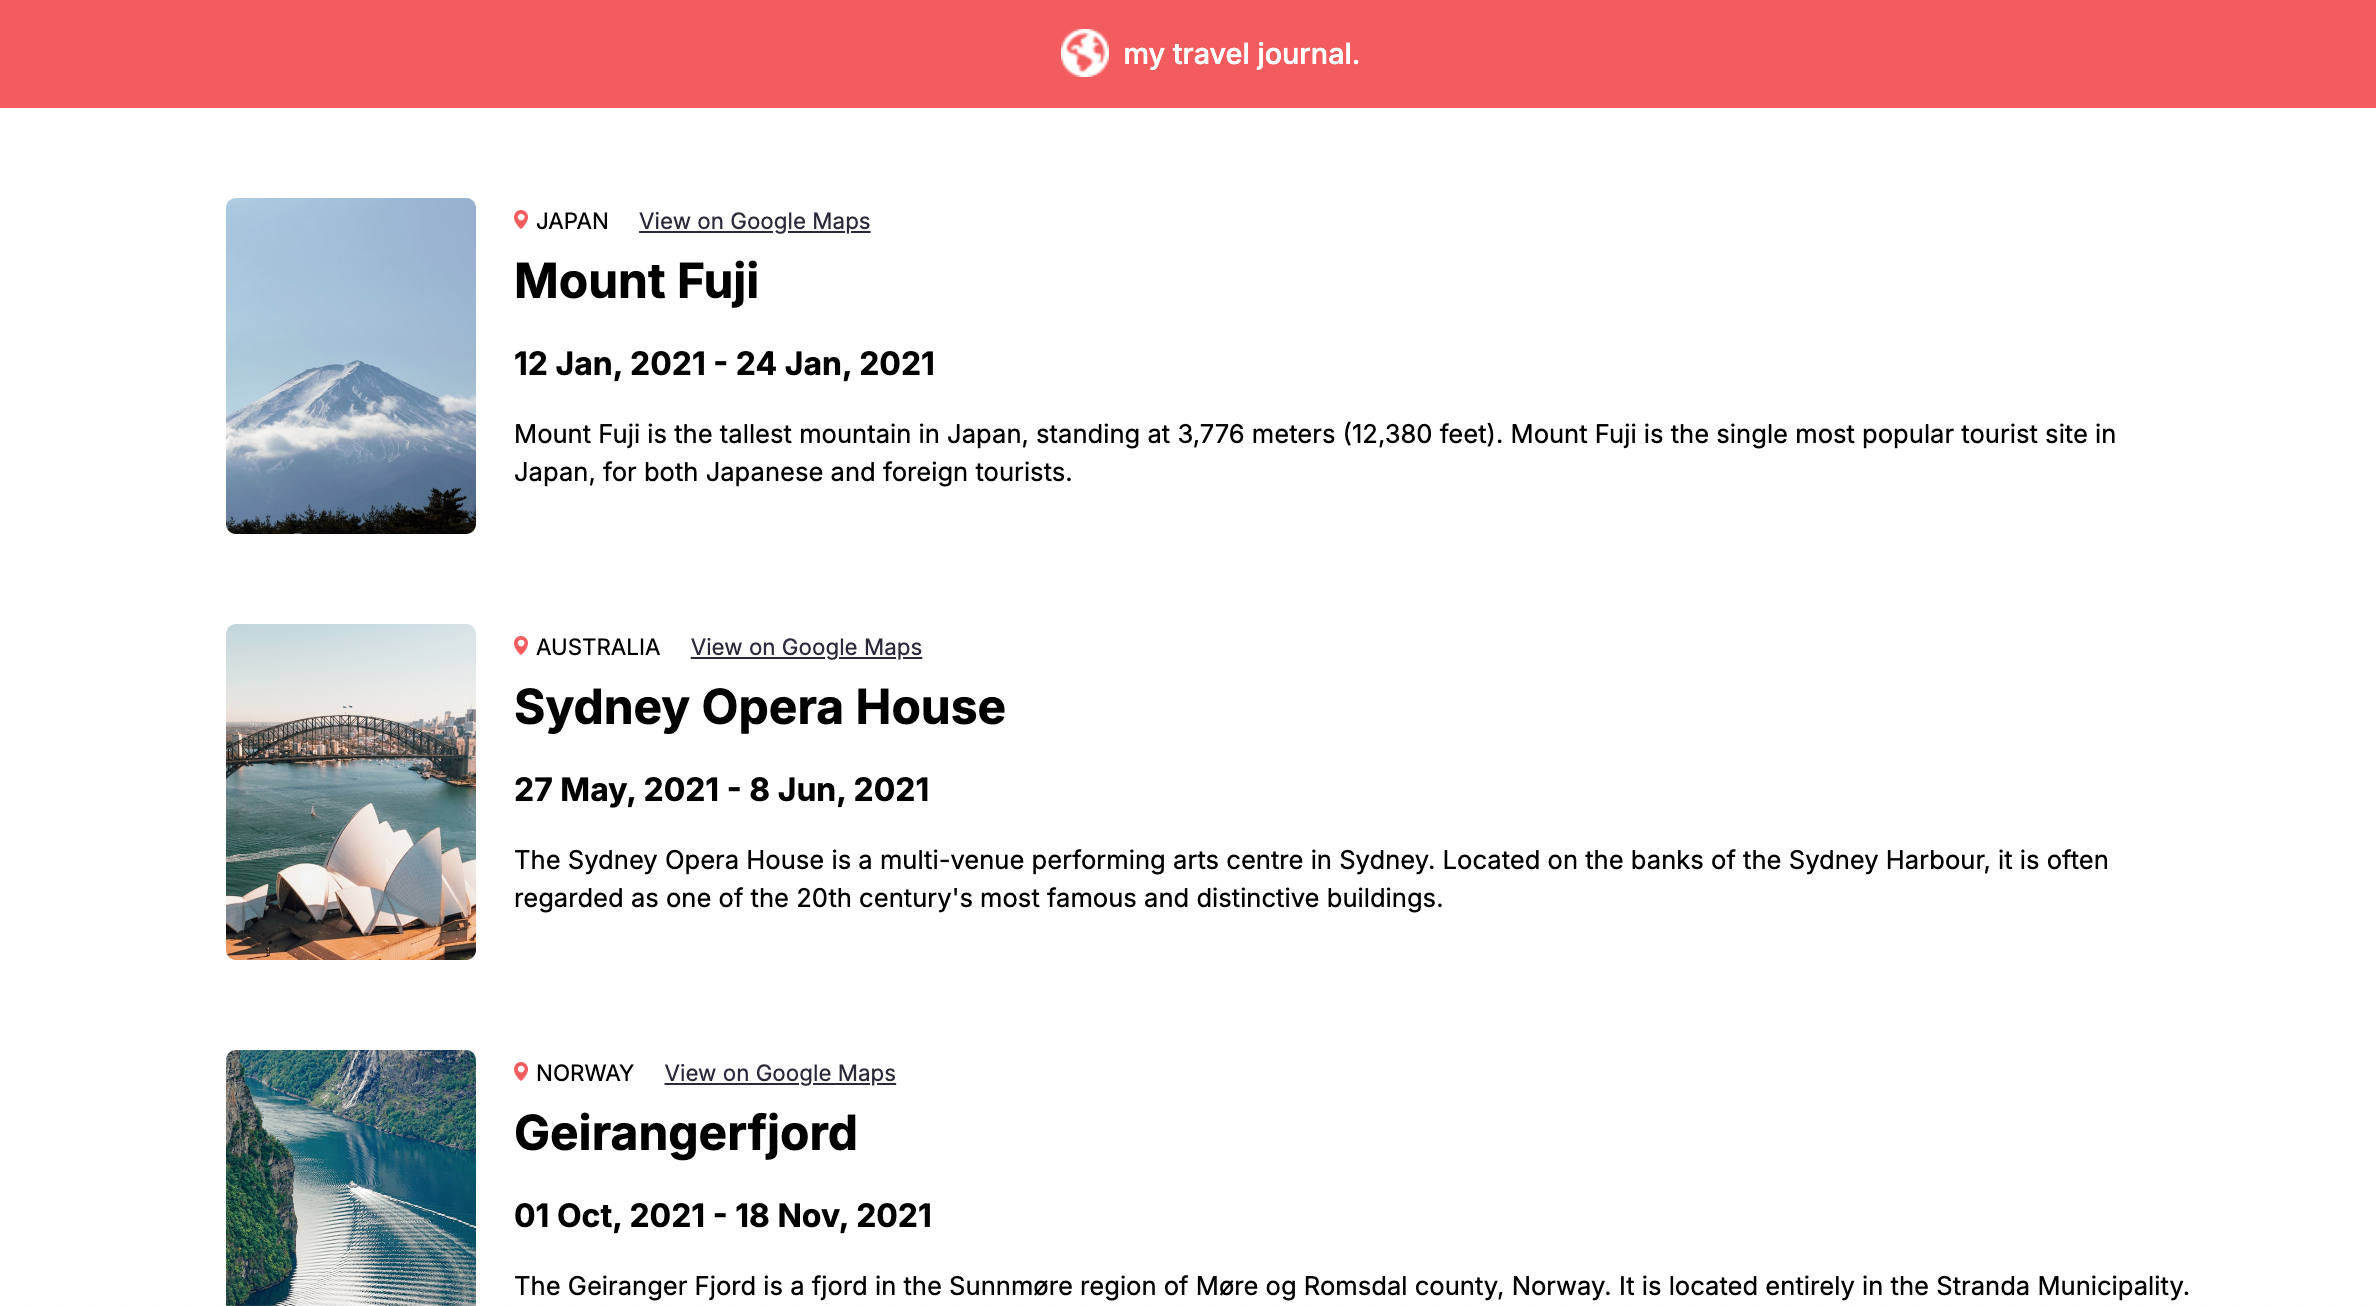 my travel journal.
JAPAN View on Google Maps
Mount Fuji
12 Jan, 2021 - 24 Jan, 2021
Mount Fuji is the tallest mountain in Japan, standing at 3,776 meters (12,380 feet). Mount Fuji is the single most popular tourist site in
Japan, for both Japanese and foreign tourists.
AUSTRALIA View on Google Maps
Sydney Opera House
27 May, 2021 - 8 Jun, 2021
The Sydney Opera House is a multi-venue performing arts centre in Sydney. Located on the banks of the Sydney Harbour, it is often
regarded as one of the 20th century's most famous and distinctive buildings.
NORWAY View on Google Maps
Geirangerfjord
01 Oct, 2021 - 18 Nov, 2021
The Geiranger Fjord is a fjord in the Sunnmøre region of Møre og Romsdal county, Norway. It is located entirely in the Stranda Municipality.